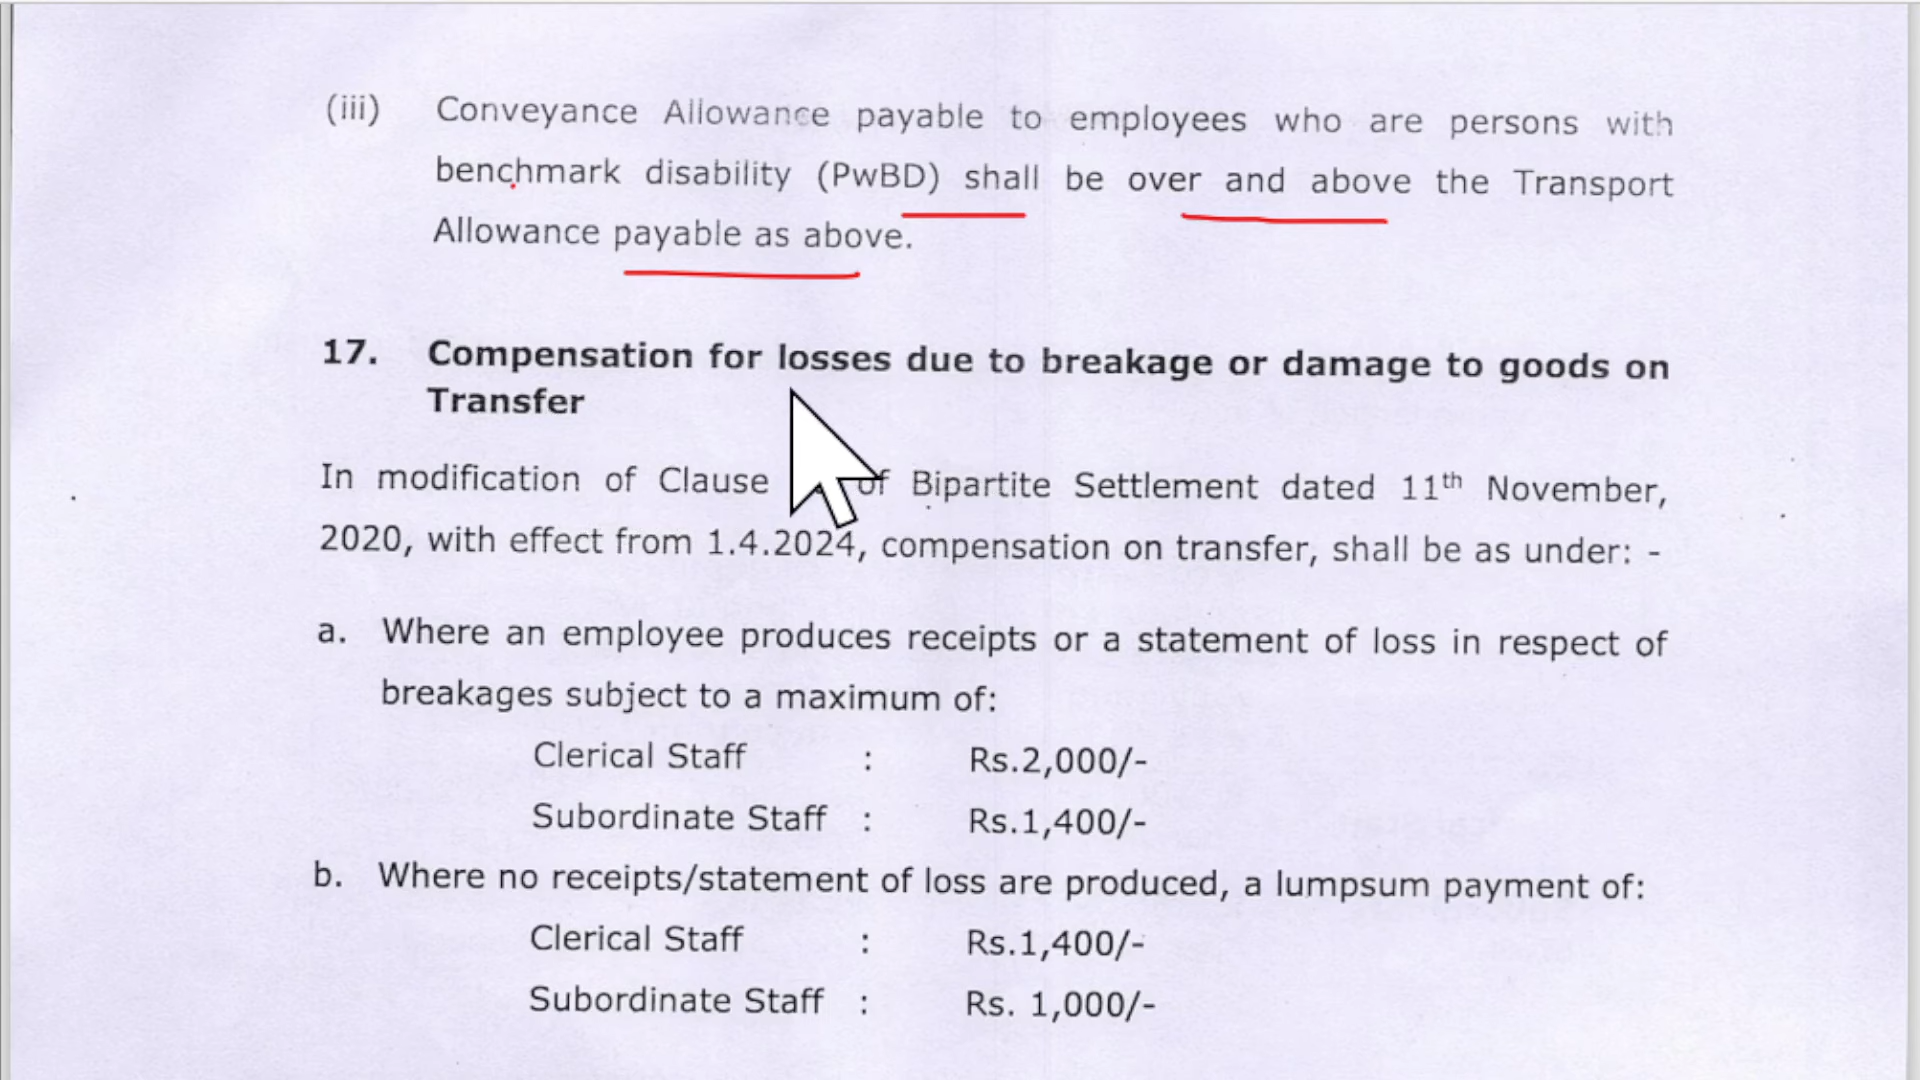 (iii) Conveyance Allowance payable to employees who are persons with
benchmark disability (PwBD) shall be over and above the Transport
Allowance payable as above.
17. Compensation for losses due to breakage or damage to goods on
Transfer
In modification of Clause of Bipartite Settlement dated 11th November,
2020, with effect from 1.4.2024, compensation on transfer, shall be as under: -
a. Where an employee produces receipts or a statement of loss in respect of
breakages subject to a maximum of:
Clerical Staff : Rs.2,000/-
Subordinate Staff : Rs.1,400/-
b. Where no receipts/statement of loss are produced, a lumpsum payment of:
Clerical Staff : Rs.1,400/-
Subordinate Staff : Rs. 1,000/-